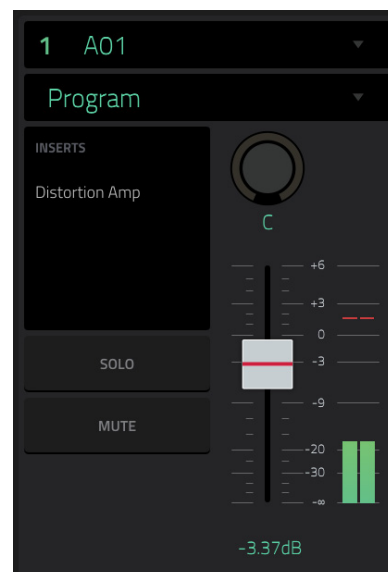 1 A01
Program
INSERTS
Distortion Amp
C
+6
+3
0
-3
-9
-20
-30
-∞
SOLO
MUTE
-3.37dB